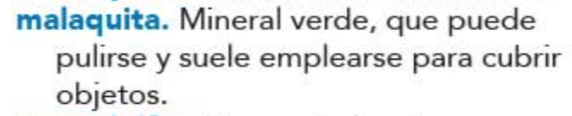 malaquita. Mineral verde, que puede
pulirse y suele emplearse para cubrir
objetos.